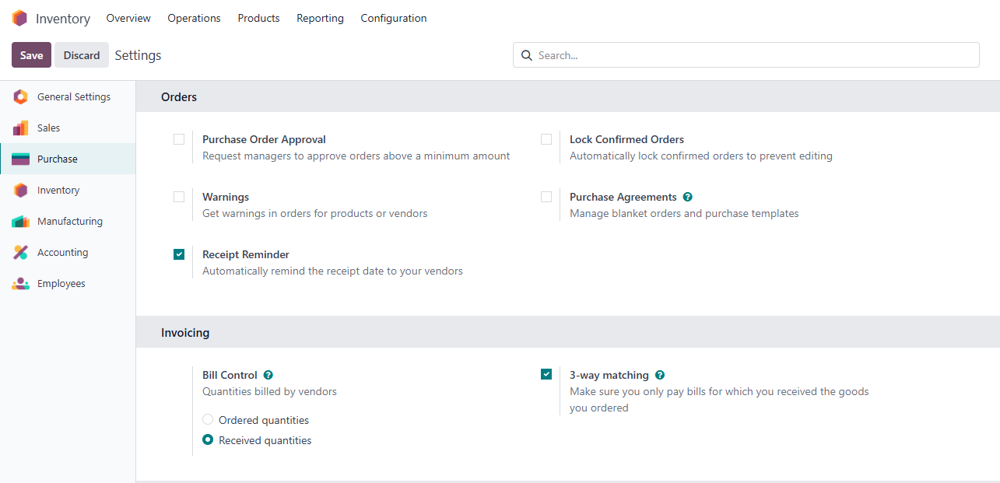 Inventory Overview Operations Products Reporting Configuration
Save Discard Settings Search...
General Settings
Sales
Purchase
Inventory
Manufacturing
Accounting
Employees
Orders
Purchase Order Approval
Request managers to approve orders above a minimum amount
Lock Confirmed Orders
Automatically lock confirmed orders to prevent editing
Warnings
Get warnings in orders for products or vendors
Purchase Agreements ?
Manage blanket orders and purchase templates
Receipt Reminder
Automatically remind the receipt date to your vendors
Invoicing
Bill Control ?
Quantities billed by vendors
Ordered quantities
Received quantities
3-way matching ?
Make sure you only pay bills for which you received the goods
you ordered